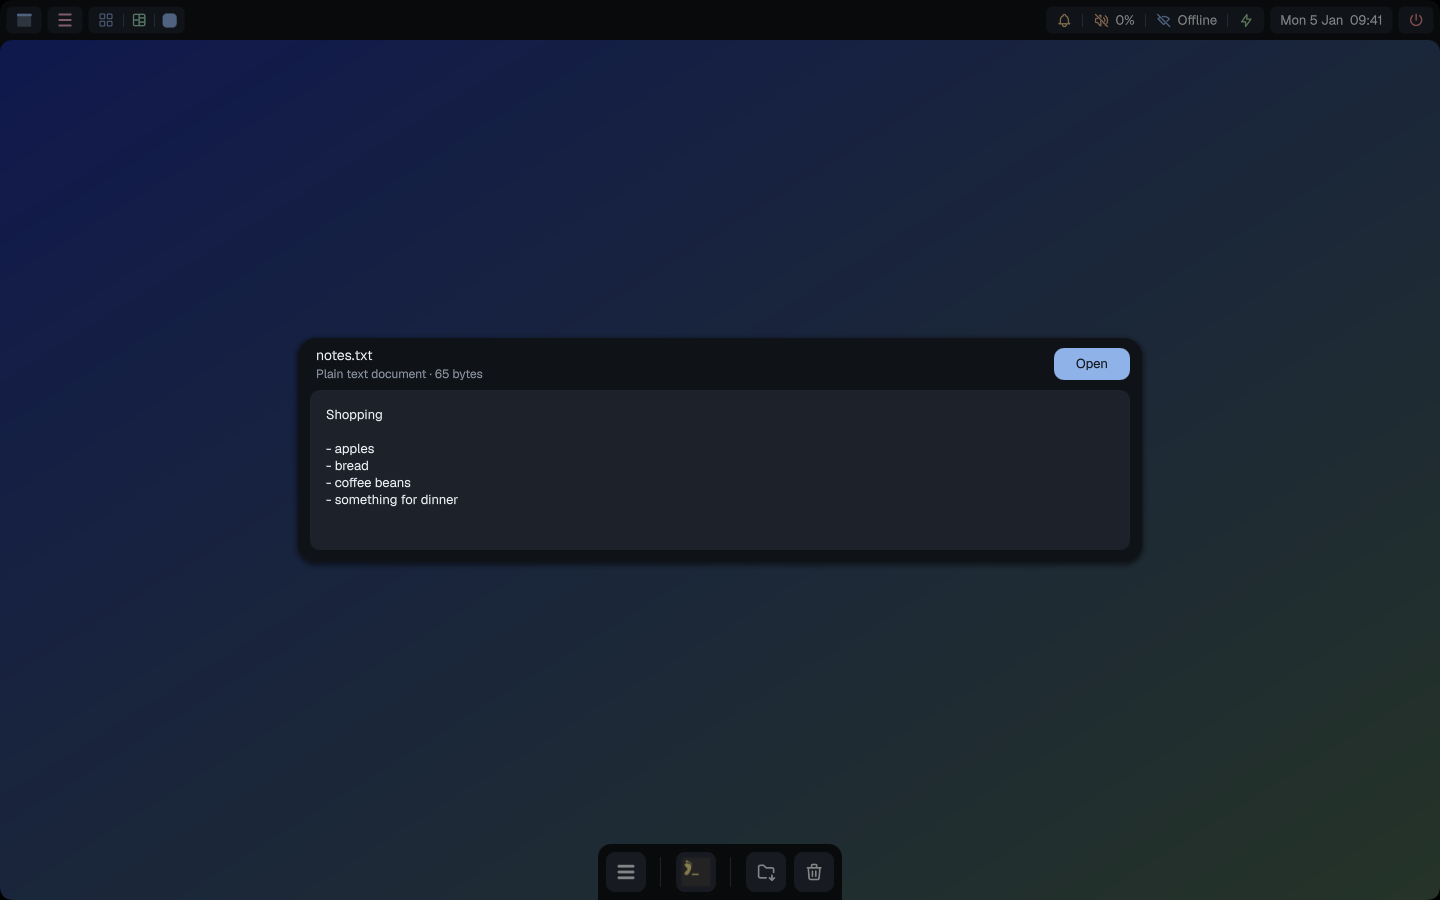 0%
Offline
Mon 5 Jan 09:41
notes.txt
Plain text document · 65 bytes
Open
Shopping
- apples
- bread
- coffee beans
- something for dinner